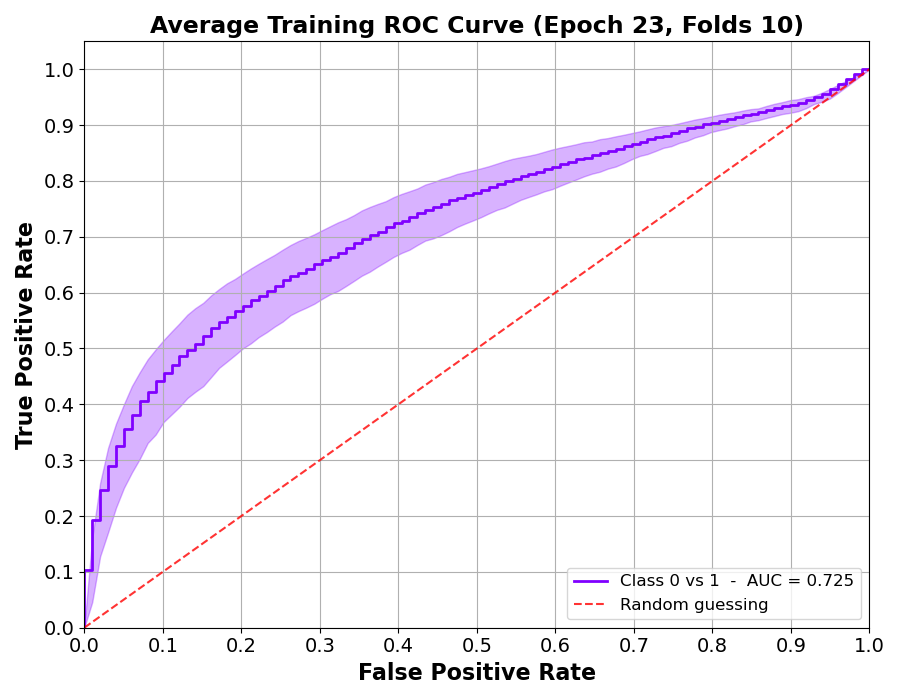 Average Training ROC Curve (Epoch 23, Folds 10)
True Positive Rate
1.0
0.9
0.8
0.7
0.6
0.5
0.4
0.3
0.2
0.1
0.0
Class 0 vs 1 - AUC = 0.725
Random guessing
0.0 0.1 0.2 0.3 0.4 0.5 0.6 0.7 0.8 0.9 1.0
False Positive Rate